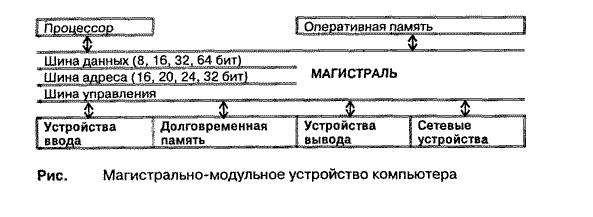 Процессор
Оперативная память
Шина данных (8, 16, 32, 64 бит)
Шина адреса (16, 20, 24, 32 бит)
МАГИСТРАЛЬ
Шина управления
Устройства ввода
Долговременная память
Устройства вывода
Сетевые устройства
Рис. Магистрально-модульное устройство компьютера